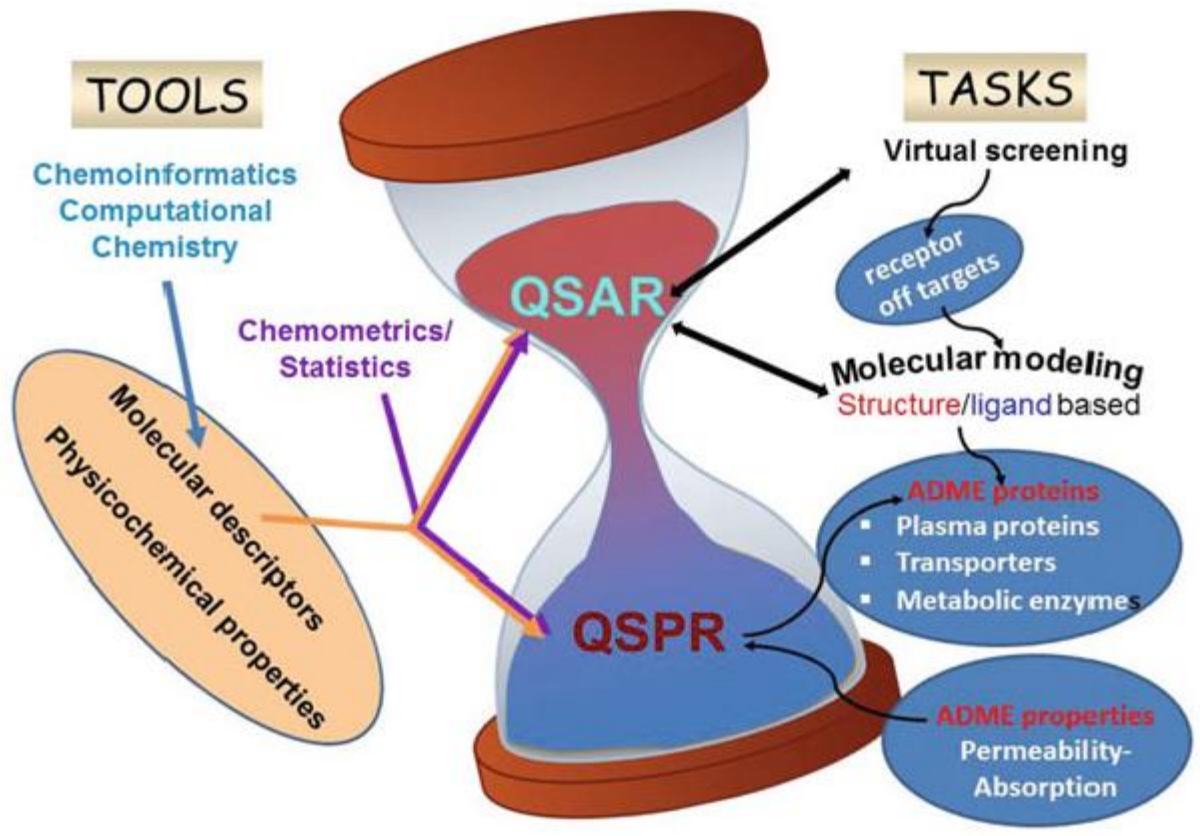 TOOLS
Chemoinformatics
Computational
Chemistry
Chemometrics/
Statistics
Molecular descriptors
Physicochemical properties
QSAR
QSPR
TASKS
Virtual screening
receptor
off targets
Molecular modeling
Structure/ligand based
ADME proteins
▪ Plasma proteins
▪ Transporters
▪ Metabolic enzymes
ADME properties
Permeability-
Absorption